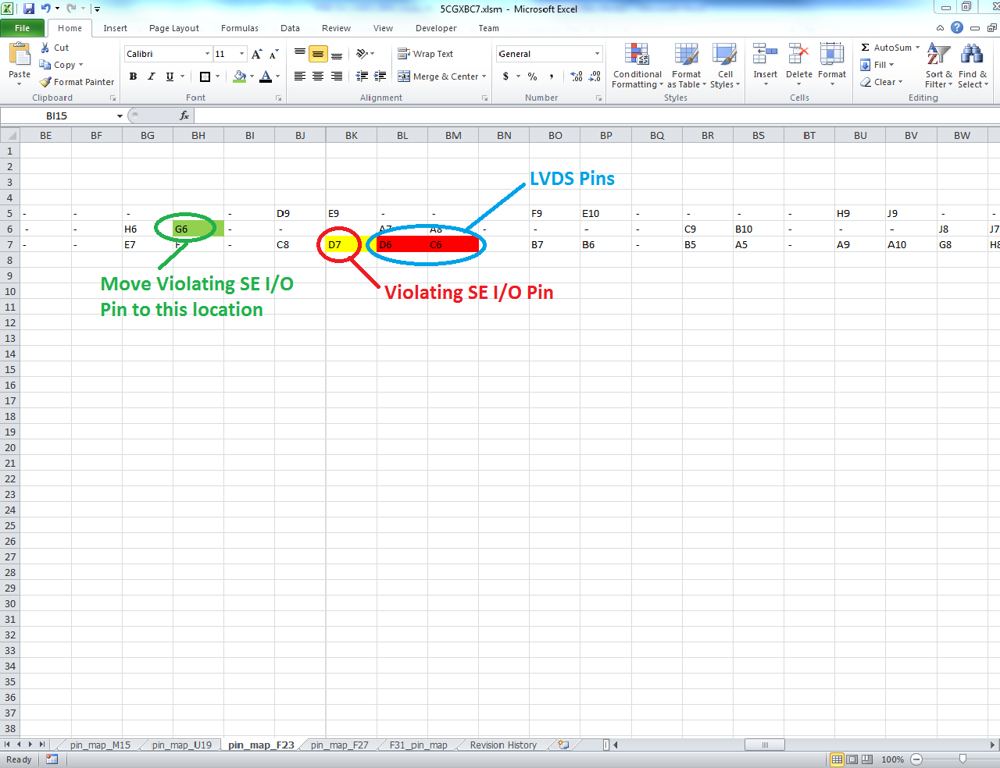 5CGXBC7.xlsm - Microsoft Excel
File Home Insert Page Layout Formulas Data Review View Developer Team
Cut
Copy
Format Painter
Paste
Clipboard
Calibri 11
B I U
Font
Wrap Text
Merge & Center
Alignment
General
$ % ,
Number
Conditional Formatting
Format as Table
Cell Styles
Styles
Insert Delete Format
Cells
AutoSum
Fill
Clear
Sort & Filter
Find & Select
Editing
BI15 fx
BE BF BG BH BI BJ BK BL BM BN BO BP BQ BR BS BT BU BV BW
1
2
3
LVDS Pins
4
5 - - - - D9 E9 - - F9 E10 - - - - H9 J9 - -
6 - - H6 G6 - - A7 A8 - - - - C9 B10 - - - J8 J7
7 - - E7 - C8 D7 D6 C6 B7 B6 - B5 A5 - A9 A10 G8 H8
8
9
Move Violating SE I/O
Pin to this location
Violating SE I/O Pin
10
11
12
13
14
15
16
17
18
19
20
21
22
23
24
25
26
27
28
29
30
31
32
33
34
35
36
37
38
pin_map_M15 pin_map_U19 pin_map_F23 pin_map_F27 F31_pin_map Revision History
Ready 100%